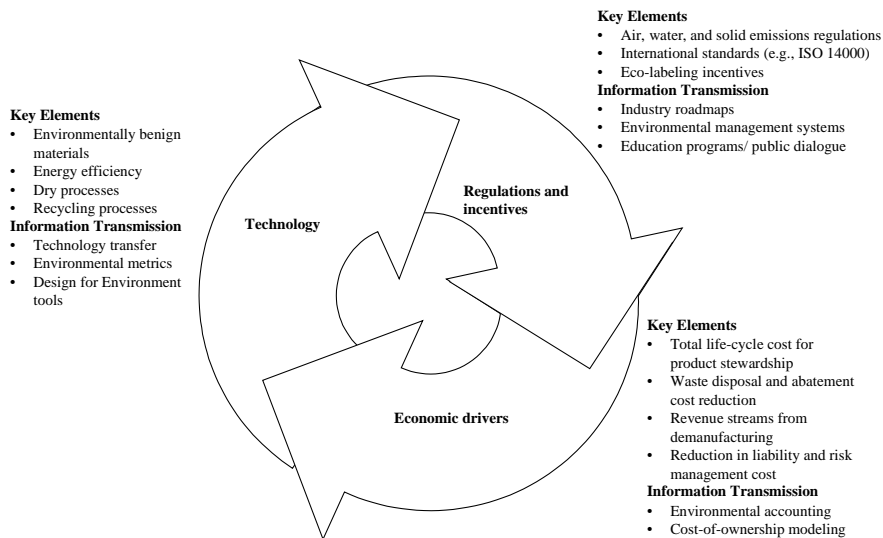 Key Elements
• Air, water, and solid emissions regulations
• International standards (e.g., ISO 14000)
• Eco-labeling incentives
Information Transmission
• Industry roadmaps
• Environmental management systems
• Education programs/ public dialogue
Key Elements
• Environmentally benign
materials
• Energy efficiency
• Dry processes
• Recycling processes
Information Transmission
• Technology transfer
• Environmental metrics
• Design for Environment
tools
Technology
Regulations and
incentives
Economic drivers
Key Elements
• Total life-cycle cost for
product stewardship
• Waste disposal and abatement
cost reduction
• Revenue streams from
demanufacturing
• Reduction in liability and risk
management cost
Information Transmission
• Environmental accounting
• Cost-of-ownership modeling